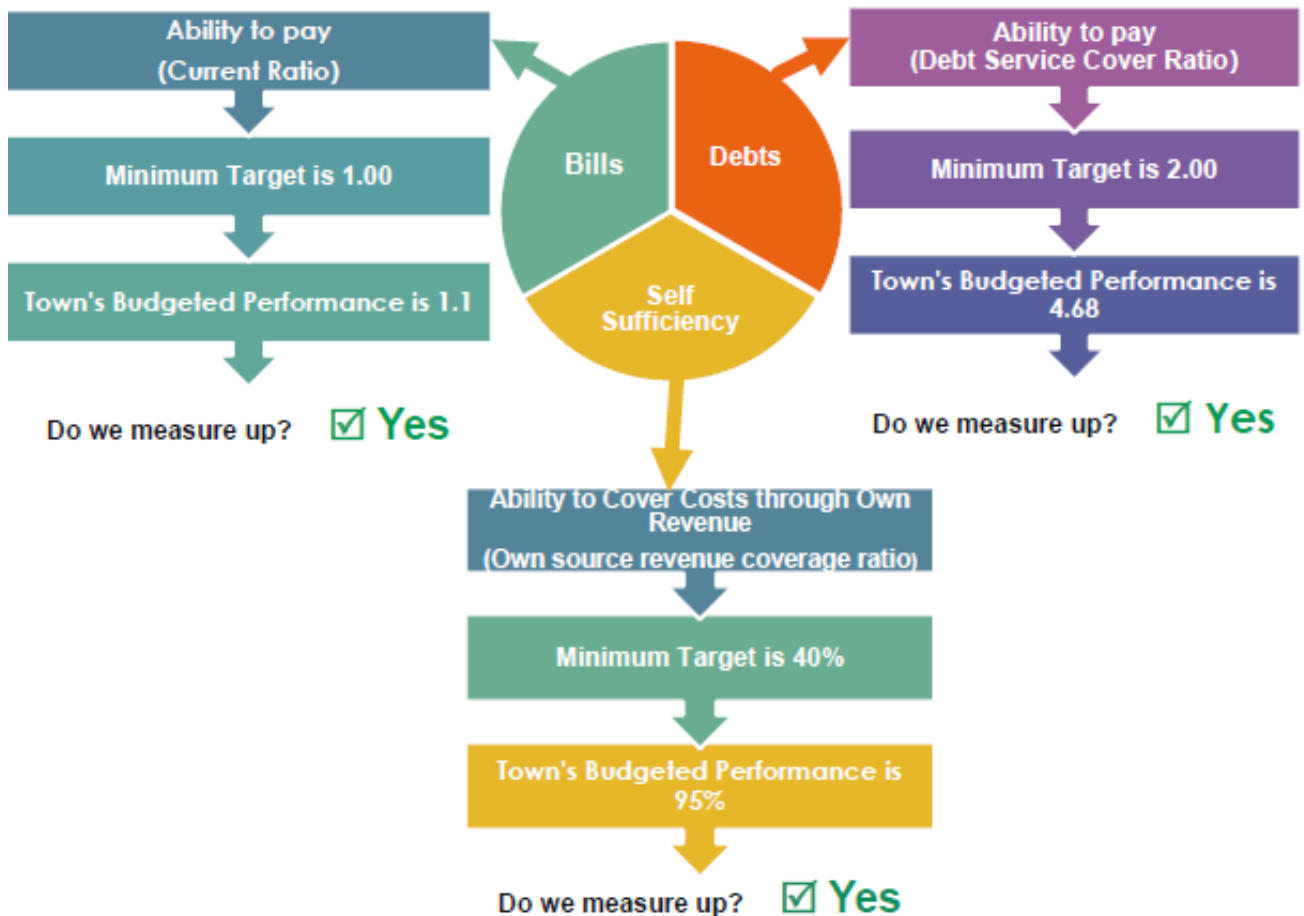 Ability to pay
(Current Ratio)
Minimum Target is 1.00
Town's Budgeted Performance is 1.1
Do we measure up? ☑ Yes
Bills
Debts
Self
Sufficiency
Ability to pay
(Debt Service Cover Ratio)
Minimum Target is 2.00
Town's Budgeted Performance is
4.68
Do we measure up? ☑ Yes
Ability to Cover Costs through Own
Revenue
(Own source revenue coverage ratio)
Minimum Target is 40%
Town's Budgeted Performance is
95%
Do we measure up? ☑ Yes